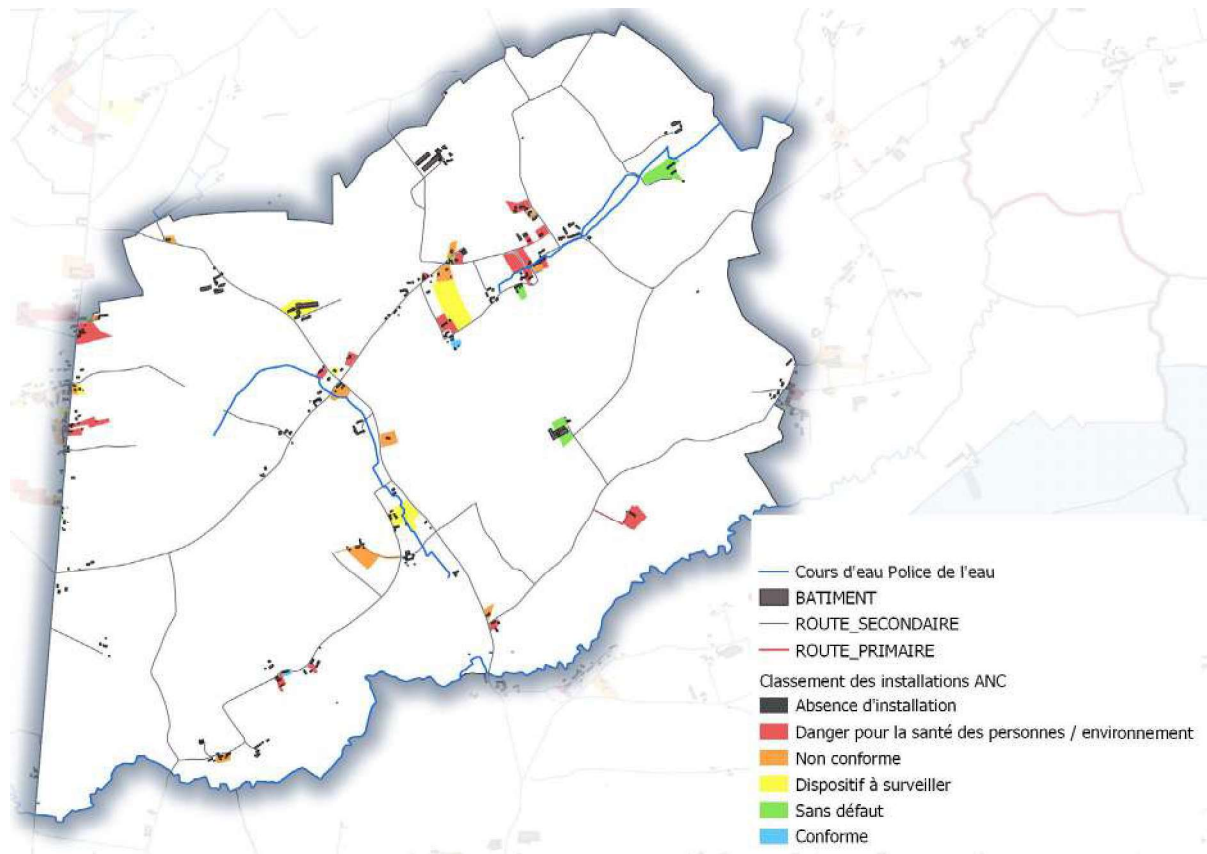 Cours d'eau Police de l'eau
BATIMENT
ROUTE_SECONDAIRE
ROUTE_PRIMAIRE
Classement des installations ANC
Absence d'installation
Danger pour la santé des personnes / environnement
Non conforme
Dispositif à surveiller
Sans défaut
Conforme